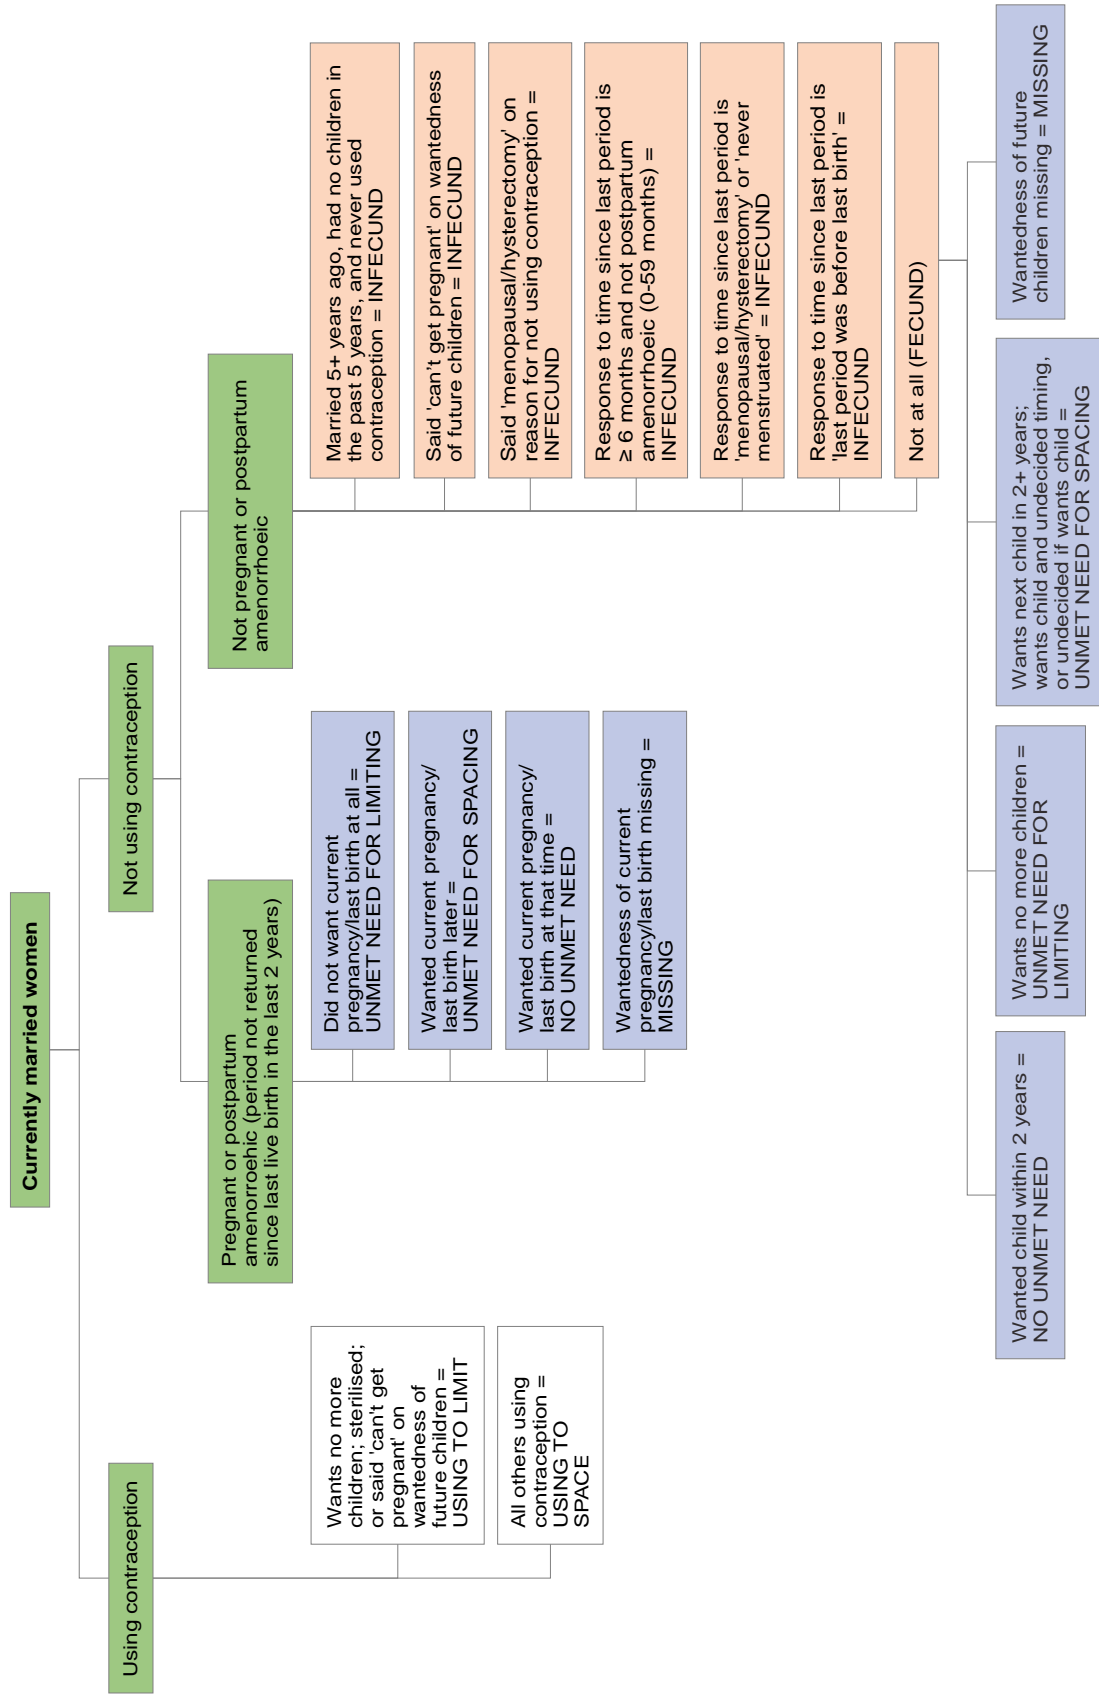 Currently married women
Using contraception
Not using contraception
Wants no more
children; sterilised;
or said 'can't get
pregnant' on
wantedness of
future children =
USING TO LIMIT
All others using
contraception =
USING TO
SPACE
Pregnant or postpartum
amenorroehic (period not returned
since last live birth in the last 2 years)
Did not want current
pregnancy/last birth at all =
UNMET NEED FOR LIMITING
Wanted current pregnancy/
last birth later =
UNMET NEED FOR SPACING
Wanted current pregnancy/
last birth at that time =
NO UNMET NEED
Wantedness of current
pregnancy/last birth missing =
MISSING
Not pregnant or postpartum
amenorrhoeic
Married 5+ years ago, had no children in
the past 5 years, and never used
contraception = INFECUND
Said 'can't get pregnant' on wantedness
of future children = INFECUND
Said 'menopausal/hysterectomy' on
reason for not using contraception =
INFECUND
Response to time since last period is
≥ 6 months and not postpartum
amenorrhoeic (0-59 months) =
INFECUND
Response to time since last period is
'menopausal/hysterectomy' or 'never
menstruated' = INFECUND
Response to time since last period is
'last period was before last birth' =
INFECUND
Not at all (FECUND)
Wanted child within 2 years =
NO UNMET NEED
Wants no more children =
UNMET NEED FOR
LIMITING
Wants next child in 2+ years;
wants child and undecided timing,
or undecided if wants child =
UNMET NEED FOR SPACING
Wantedness of future
children missing = MISSING